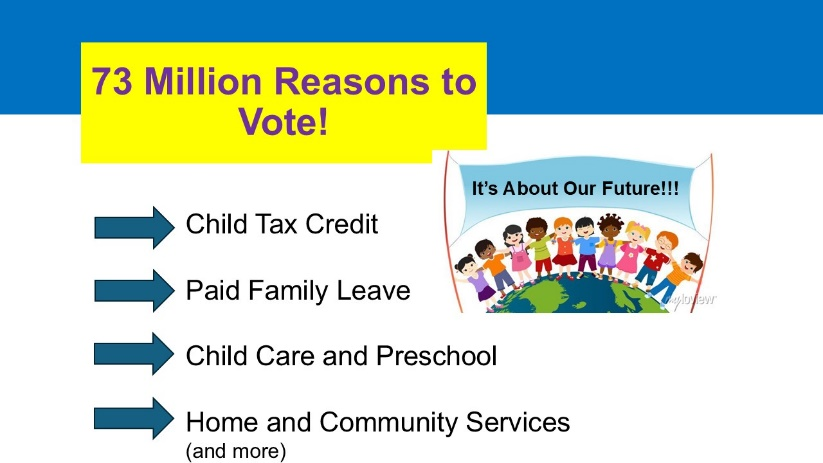 73 Million Reasons to
Vote!
It's About Our Future!!!
Child Tax Credit
Paid Family Leave
Child Care and Preschool
Home and Community Services
(and more)